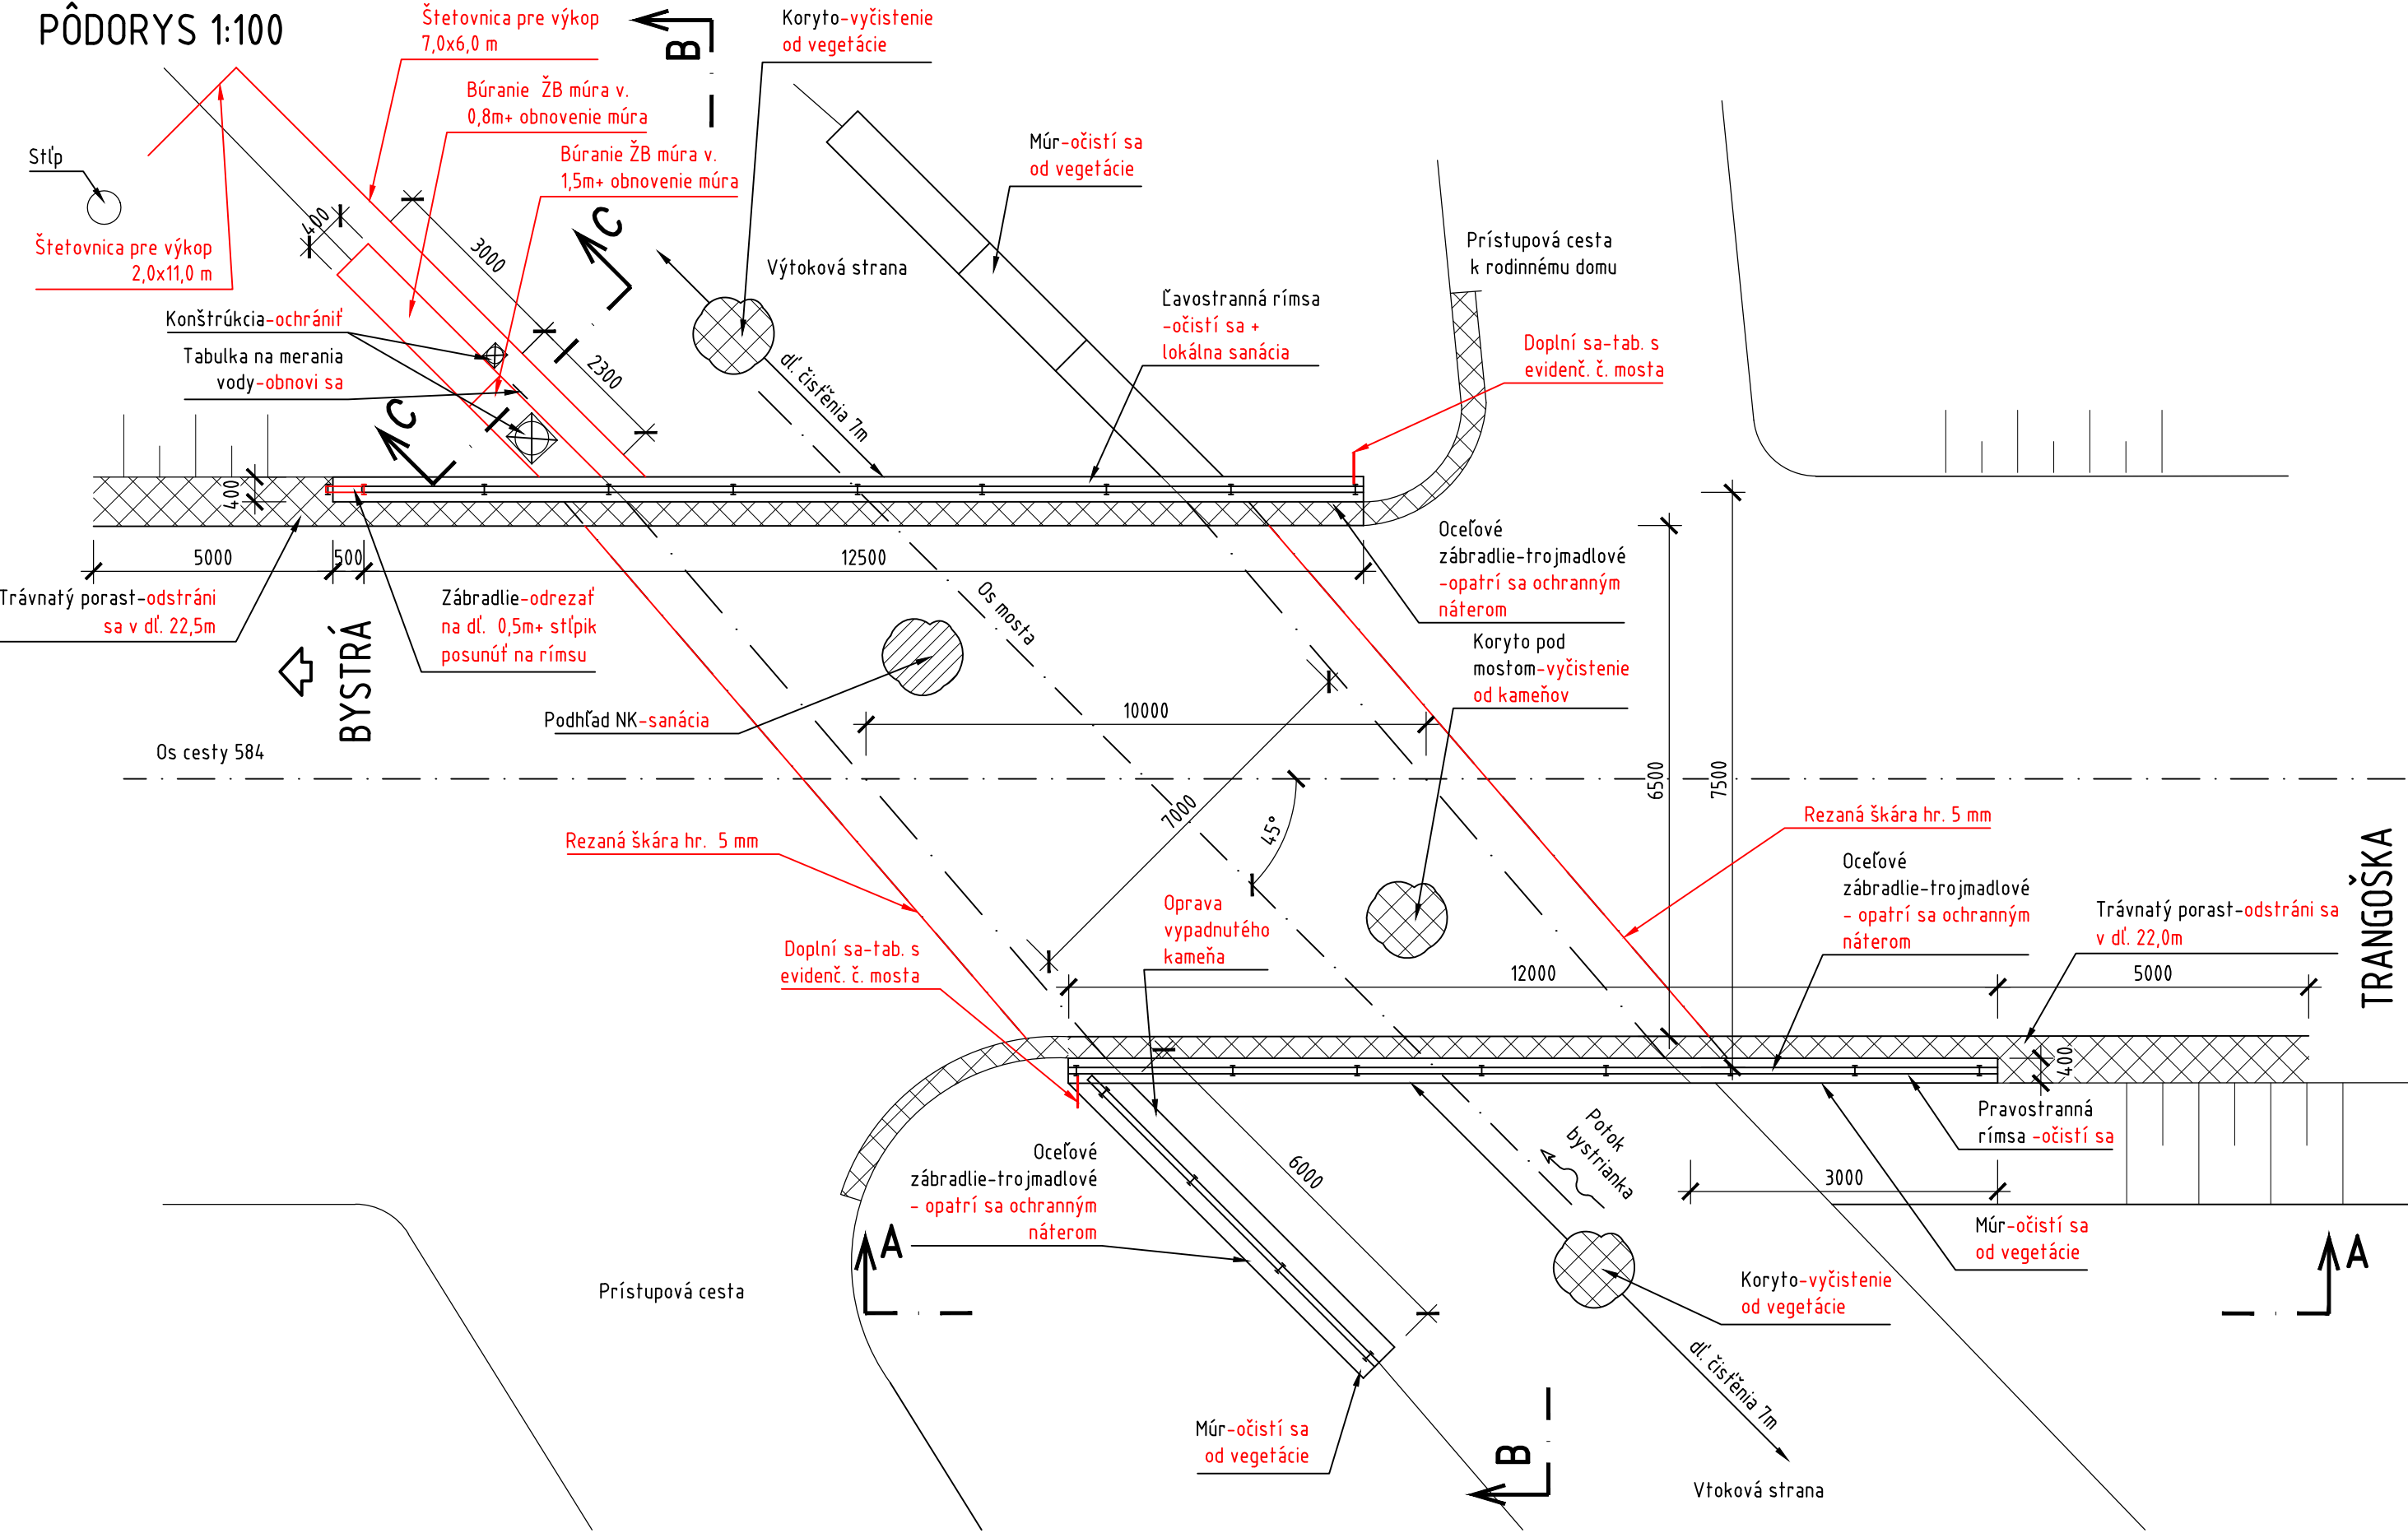 PÔDORYS 1:100
Štetovnica pre výkop
7,0x6,0 m
B
Koryto-vyčistenie
od vegetácie
Búranie ŽB múra v.
0,8m+ obnovenie múra
Búranie ŽB múra v.
1,5m+ obnovenie múra
Múr-očistí sa
od vegetácie
Stĺp
Štetovnica pre výkop
2,0x11,0 m
400
3000
C
Výtoková strana
Prístupová cesta
k rodinnému domu
Konštrúkcia-ochrániť
Tabulka na merania
vody-obnovi sa
2300
C
dĺ. čisťěnia 7m
Ľavostranná rímsa
-očistí sa +
lokálna sanácia
Doplní sa-tab. s
evidenč. č. mosta
400
5000
500
12500
Oceľové
zábradlie-trojmadlové
-opatrí sa ochranným
náterom
Trávnatý porast-odstráni
sa v dĺ. 22,5m
BYSTRÁ
Zábradlie-odrezať
na dĺ. 0,5m+ stĺpik
posunúť na rímsu
Os mosta
Koryto pod
mostom-vyčistenie
od kameňov
Podhľad NK-sanácia
10000
Os cesty 584
7000
45°
6500
7500
Rezaná škára hr. 5 mm
Rezaná škára hr. 5 mm
TRANGOŠKA
Oceľové
zábradlie-trojmadlové
- opatrí sa ochranným
náterom
Trávnatý porast-odstráni sa
v dĺ. 22,0m
Oprava
vypadnutého
kameňa
Doplní sa-tab. s
evidenč. č. mosta
12000
5000
400
Oceľové
zábradlie-trojmadlové
- opatrí sa ochranným
náterom
6000
Potok
bystrianka
Pravostranná
rímsa -očistí sa
3000
Múr-očistí sa
od vegetácie
A
A
Prístupová cesta
Koryto-vyčistenie
od vegetácie
dĺ. čisťěnia 7m
Múr-očistí sa
od vegetácie
B
Vtoková strana